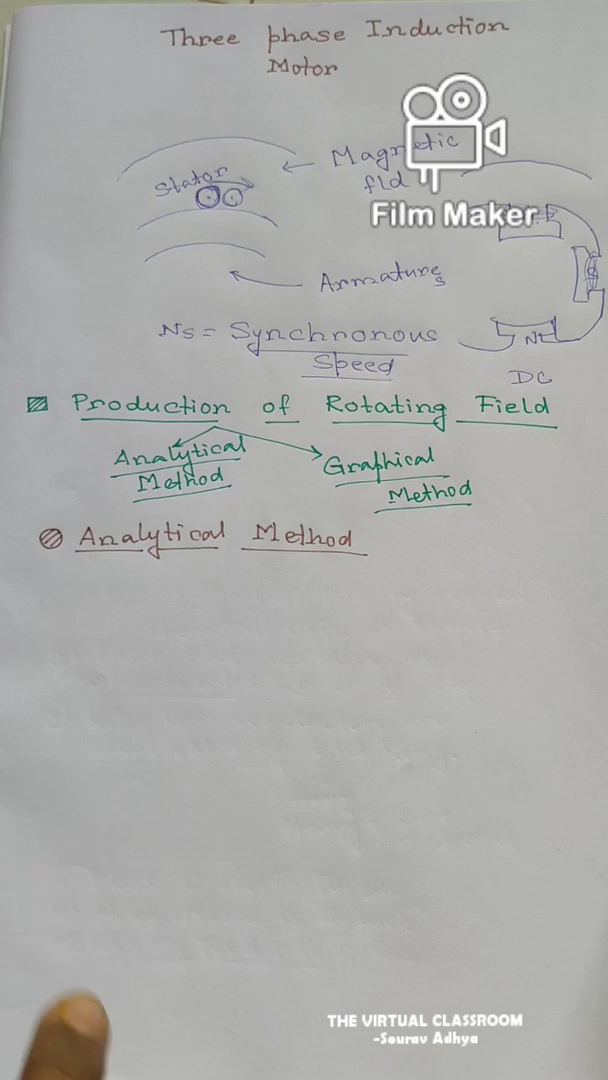 Three phase Induction
Motor
Magnetic
fld
Stator
Film Maker
Armature
Ns = Synchronous
Speed
N
DC
Production of Rotating Field
Analytical
Method
Graphical
Method
Analytical Method
THE VIRTUAL CLASSROOM
-Sourav Adhya